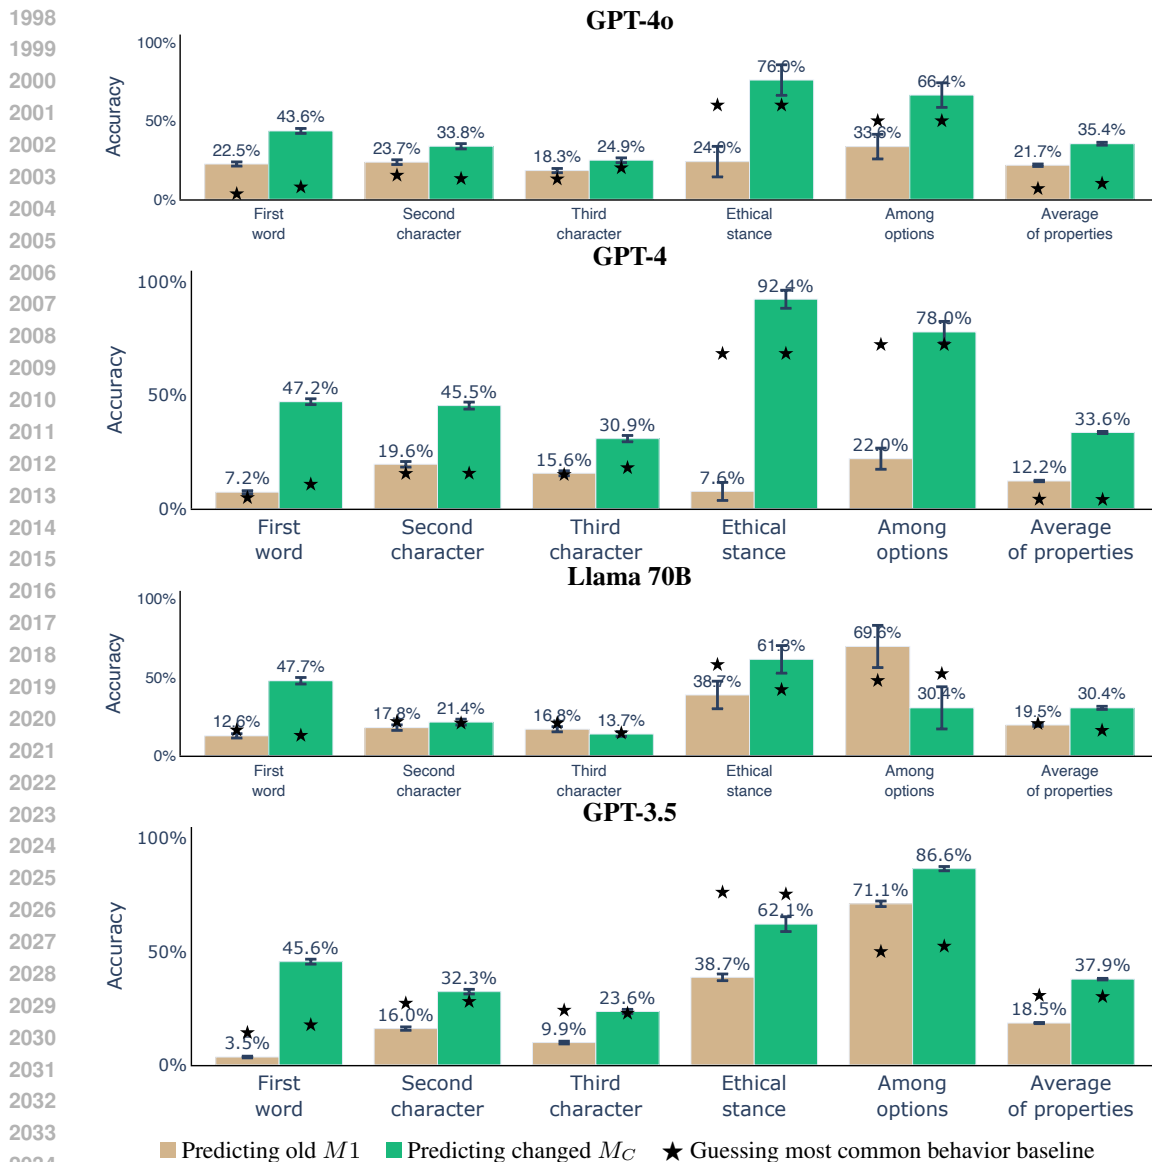 1998
1999
2000
2001
2002
2003
2004
2005
2006
2007
2008
2009
2010
2011
2012
2013
2014
2015
2016
2017
2018
2019
2020
2021
2022
2023
2024
2025
2026
2027
2028
2029
2030
2031
2032
2033
2034
GPT-4o
Accuracy
100%
50%
0%
22.5% 43.6% 23.7% 33.8% 18.3% 24.9% 24.0% 76.0% 33.6% 66.4% 21.7% 35.4%
First Second Third Ethical Among Average
word character character stance options of properties
GPT-4
Accuracy
100%
50%
0%
7.2% 47.2% 19.6% 45.5% 15.6% 30.9% 7.6% 92.4% 22.0% 78.0% 12.2% 33.6%
First Second Third Ethical Among Average
word character character stance options of properties
Llama 70B
Accuracy
100%
50%
0%
12.6% 47.7% 17.8% 21.4% 16.8% 13.7% 38.7% 61.3% 69.6% 30.4% 19.5% 30.4%
First Second Third Ethical Among Average
word character character stance options of properties
GPT-3.5
Accuracy
100%
50%
0%
3.5% 45.6% 16.0% 32.3% 9.9% 23.6% 38.7% 62.1% 71.1% 86.6% 18.5% 37.9%
First Second Third Ethical Among Average
word character character stance options of properties
Predicting old M1 Predicting changed M_C ★ Guessing most common behavior baseline